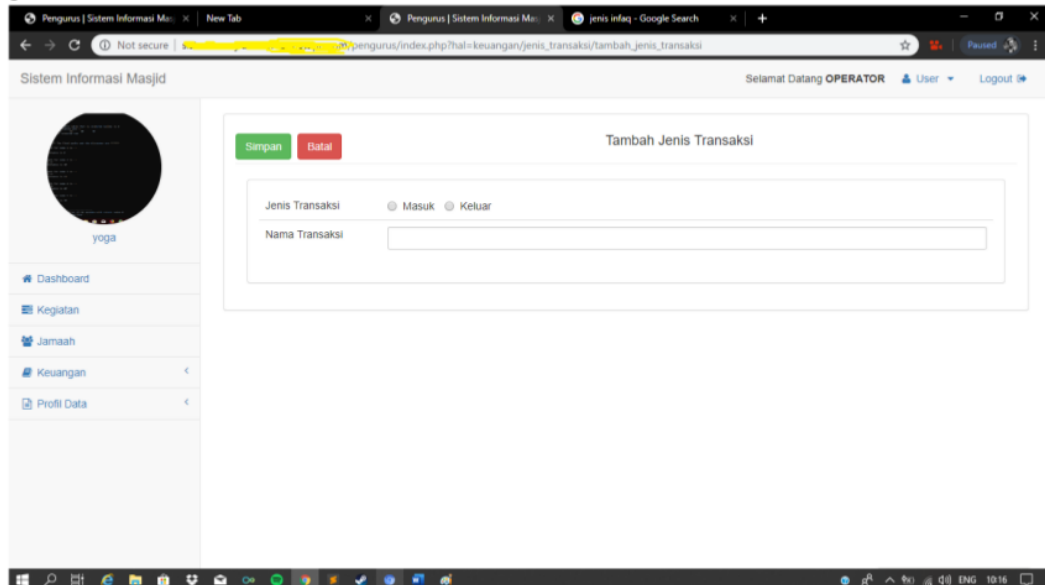 Pengurus | Sistem Informasi Mas
New Tab
Pengurus | Sistem Informasi Mas
jenis infaq - Google Search
Not secure
/pengurus/index.php?hal=keuangan/jenis_transaksi/tambah_jenis_transaksi
Paused
Sistem Informasi Masjid
Selamat Datang OPERATOR
User
Logout
Simpan
Batal
Tambah Jenis Transaksi
Jenis Transaksi
Masuk
Keluar
Nama Transaksi
yoga
Dashboard
Kegiatan
Jamaah
Keuangan
Profil Data
ENG
10:16